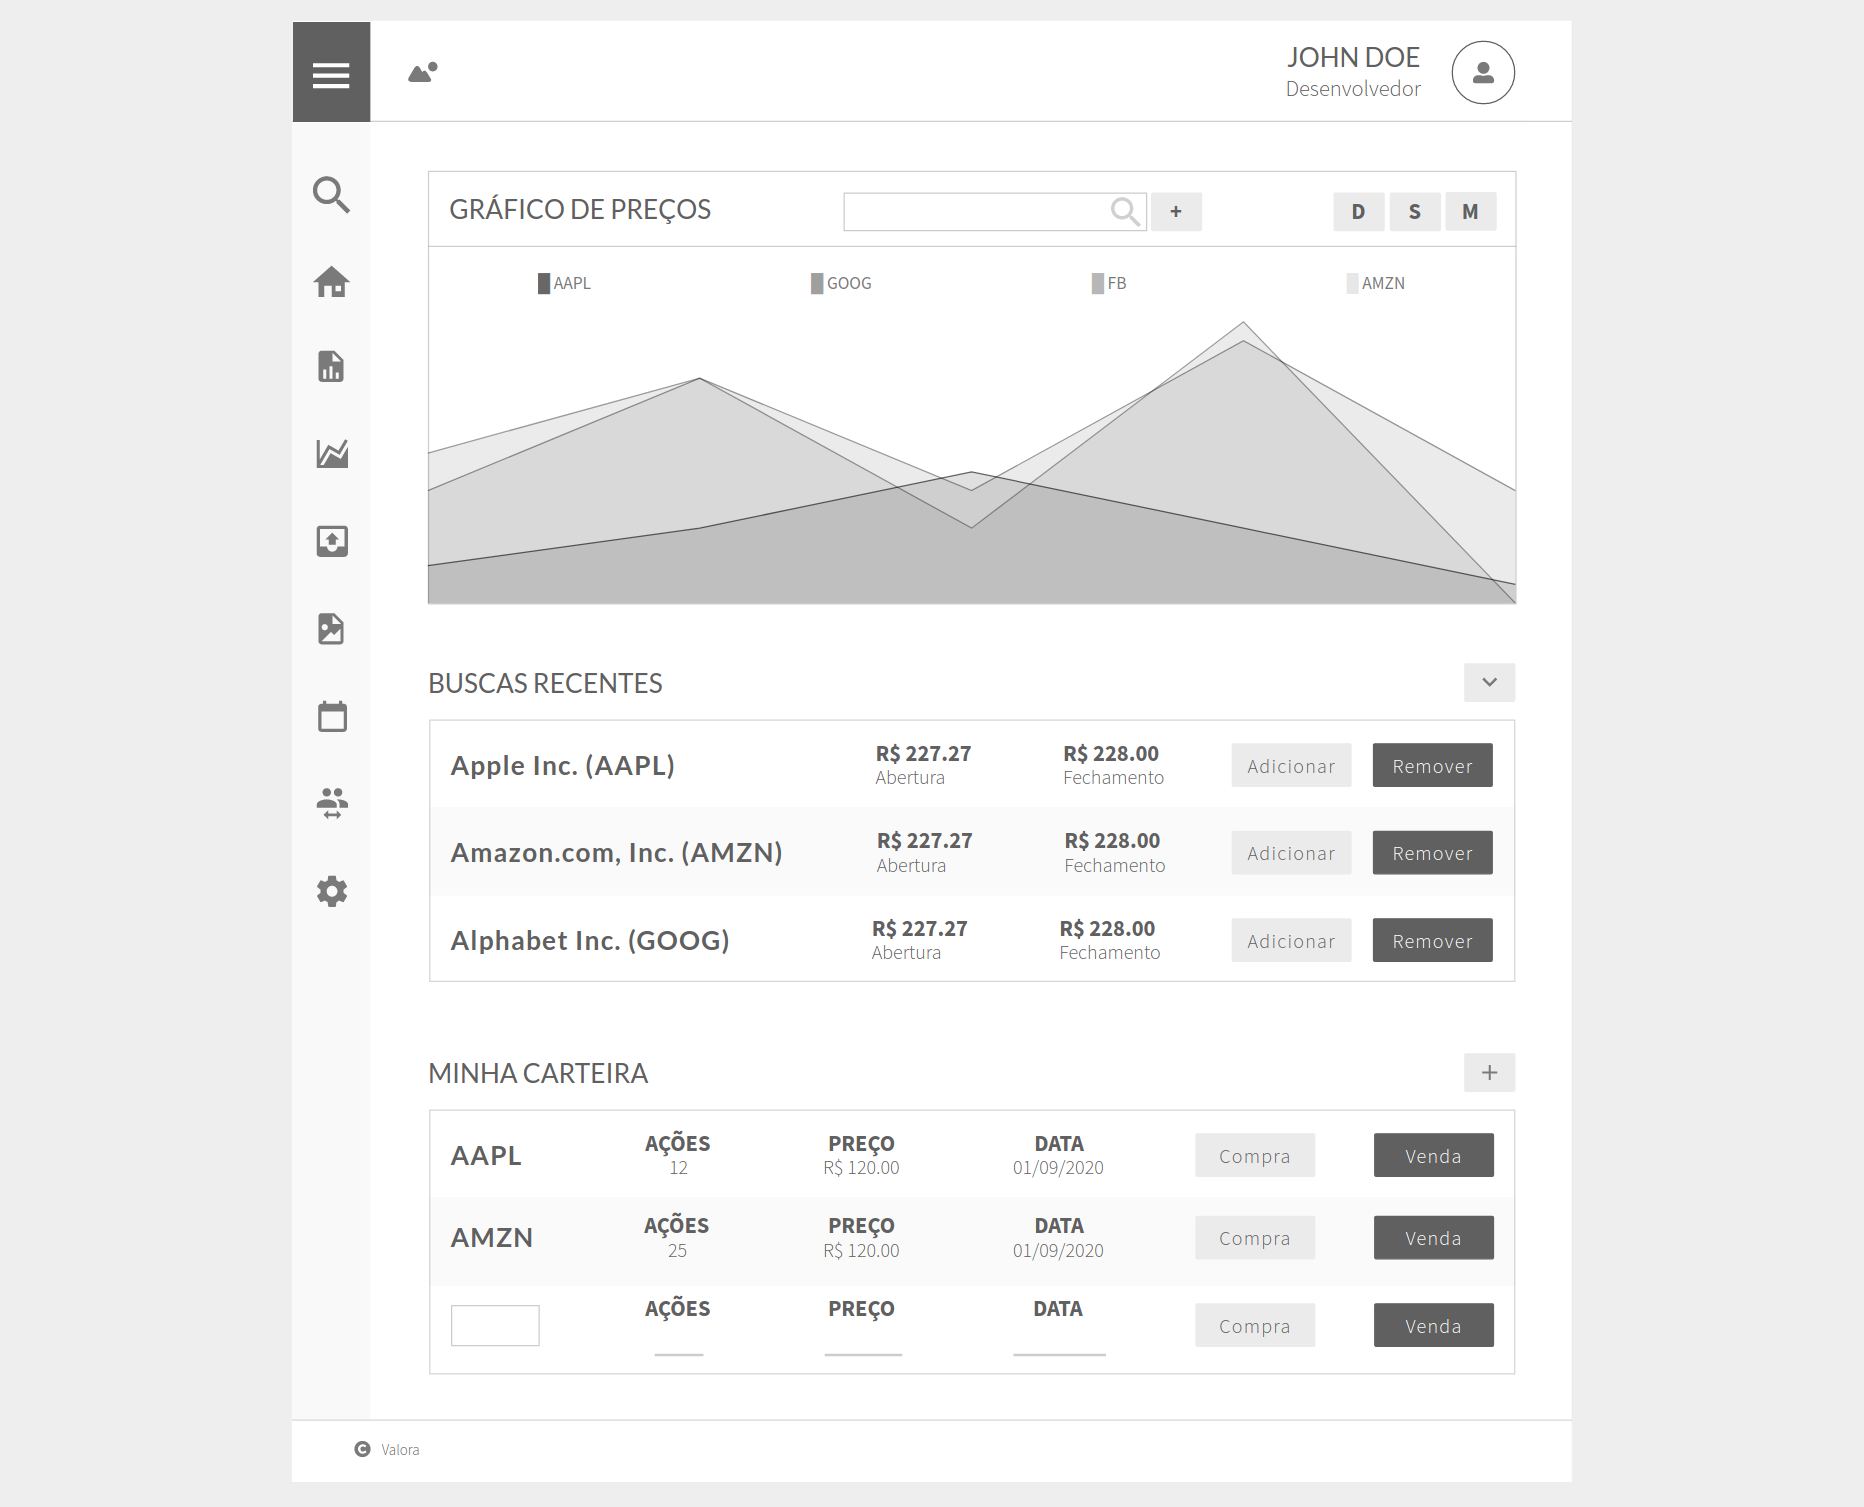 JOHN DOE
Desenvolvedor
GRÁFICO DE PREÇOS
+
D S M
AAPL GOOG FB AMZN
BUSCAS RECENTES
Apple Inc. (AAPL) R$ 227.27 R$ 228.00 Adicionar Remover
Abertura Fechamento
Amazon.com, Inc. (AMZN) R$ 227.27 R$ 228.00 Adicionar Remover
Abertura Fechamento
Alphabet Inc. (GOOG) R$ 227.27 R$ 228.00 Adicionar Remover
Abertura Fechamento
MINHA CARTEIRA
+
AAPL AÇÕES PREÇO DATA Compra Venda
12 R$ 120.00 01/09/2020
AMZN AÇÕES PREÇO DATA Compra Venda
25 R$ 120.00 01/09/2020
AÇÕES PREÇO DATA Compra Venda
© Valora